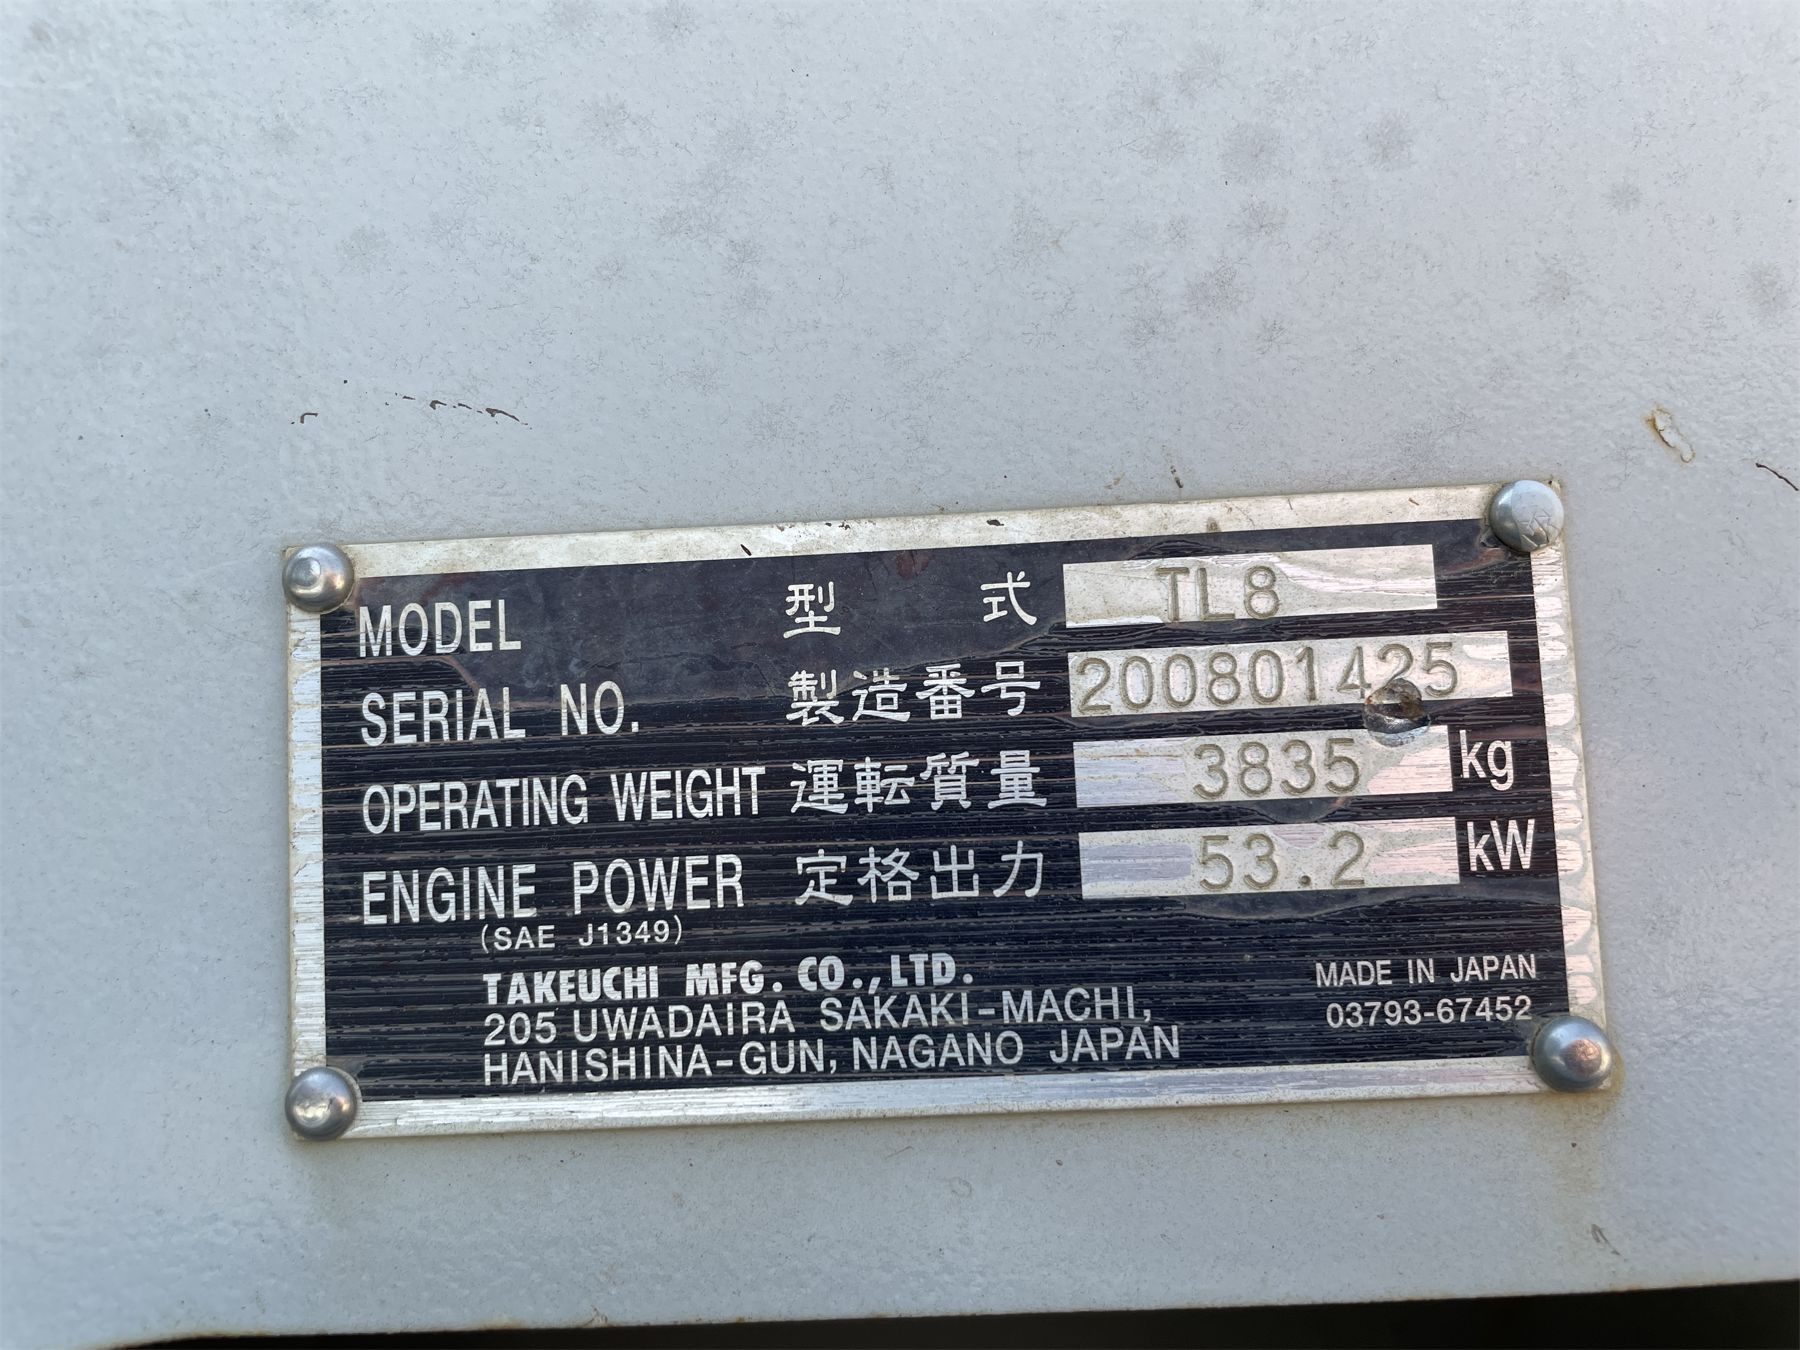 MODEL 型式 TL8
SERIAL NO. 製造番号 200801425
OPERATING WEIGHT 運転質量 3835 kg
ENGINE POWER 定格出力 53.2 kW
(SAE J1349)
TAKEUCHI MFG. CO., LTD.
205 UWADAIRA SAKAKI-MACHI,
HANISHINA-GUN, NAGANO JAPAN
MADE IN JAPAN
03793-67452